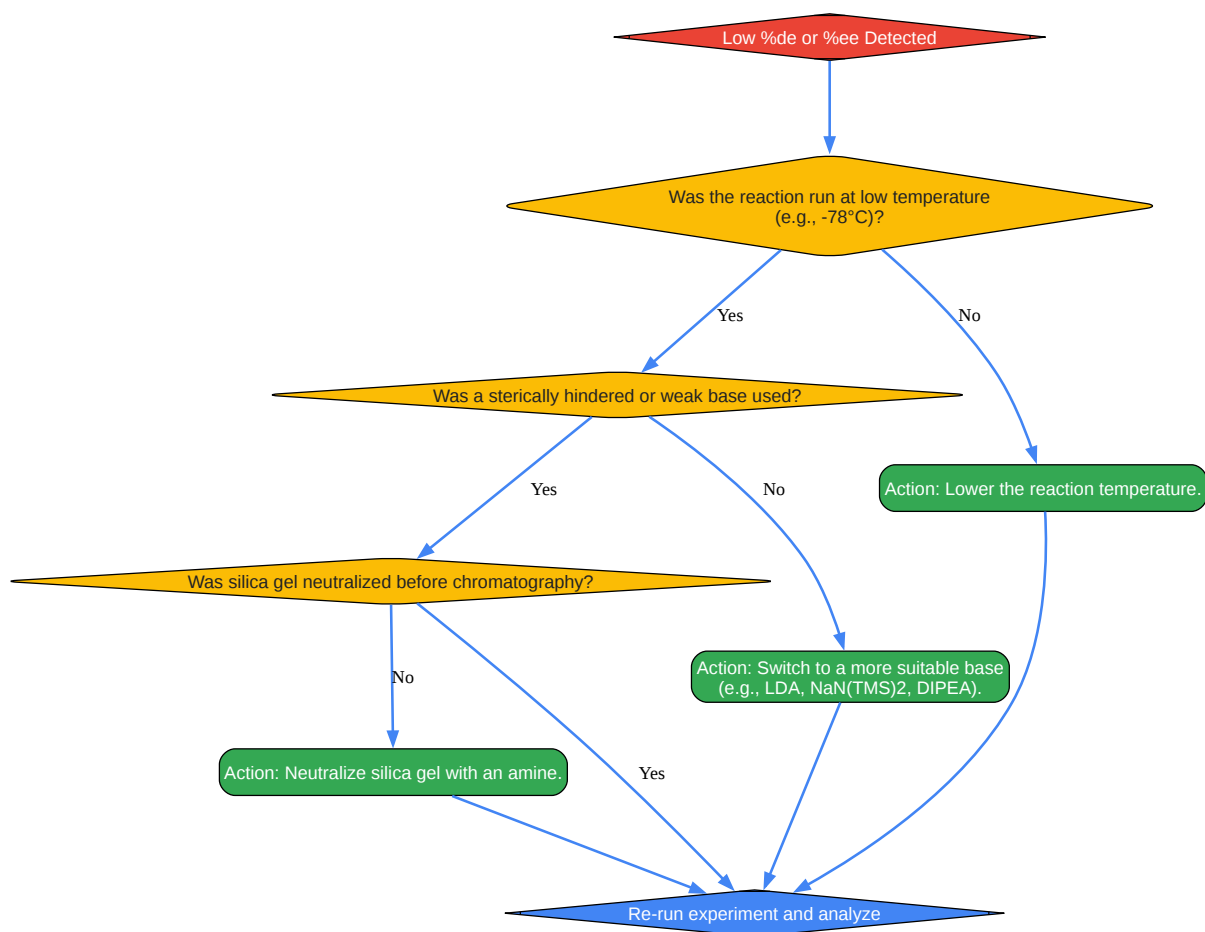 Low %de or %ee Detected
Was the reaction run at low temperature
(e.g., -78°C)?
Yes
No
Was a sterically hindered or weak base used?
Yes
No
Action: Lower the reaction temperature.
Was silica gel neutralized before chromatography?
No
Action: Switch to a more suitable base
(e.g., LDA, NaN(TMS)2, DIPEA).
Action: Neutralize silica gel with an amine.
Yes
Re-run experiment and analyze